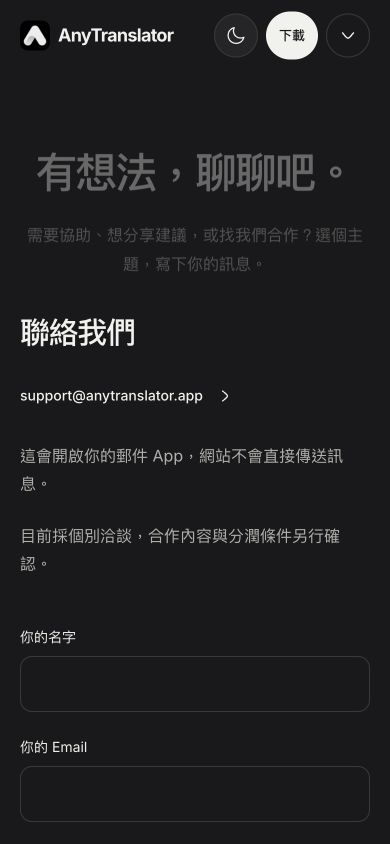 AnyTranslator
下載
有想法，聊聊吧。
需要協助、想分享建議，或找我們合作？選個主
題，寫下你的訊息。
聯絡我們
support@anytranslator.app
這會開啟你的郵件 App，網站不會直接傳送訊
息。
目前採個別洽談，合作內容與分潤條件另行確
認。
你的名字
你的 Email